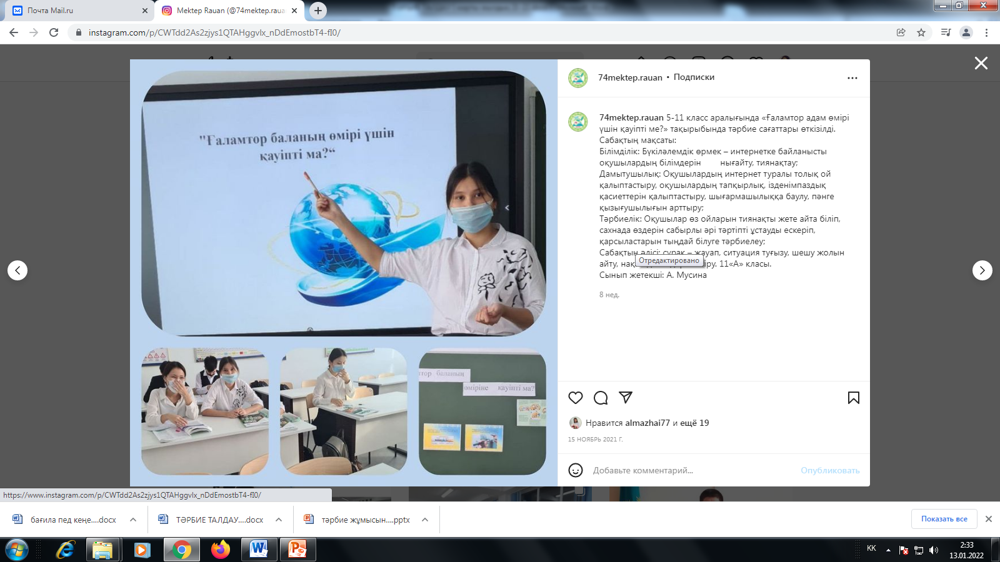 Почта Mail.ru
Mektep Rauan (@74mektep.raua
instagram.com/p/CWTdd2As2zjys1QTAHggvlx_nDdEmostbT4-fI0/
"Ғаламтор баланың өмірі үшін
қауіпті ма?“
баланың
өміріне қауіпті ма?
74mektep.rauan • Подписки
74mektep.rauan 5-11 класс аралығында «Ғаламтор адам өмірі
үшін қауіпті ме?» тақырыбында тәрбие сағаттары өткізілді.
Сабақтың мақсаты:
Білімділік: Бүкіләлемдік өрмек – интернетке байланысты
оқушылардың білімдерін нығайту, тиянақтау;
Дамытушылық: Оқушылардың интернет туралы толық ой
қалыптастыру, оқушылардың тапқырлық, ізденімпаздық
қасиеттерін қалыптастыру, шығармашылыққа баулу, пәнге
қызығушылығын арттыру;
Тәрбиелік: Оқушылар өз ойларын тиянақты жете айта біліп,
сахнада өздерін сабырлы әрі тәртіпті ұстауды ескеріп,
қарсыластарын тыңдай білуге тәрбиелеу;
Сабақтың әдісі: сұрақ – жауап, ситуация туғызу, шешу жолын
Отредактировано
айту, 11«А» класы.
Сынып жетекші: А. Мусина
8 нед.
Нравится almazhai77 и ещё 19
15 НОЯБРЬ 2021 Г.
Добавьте комментарий...
Опубликовать
https://www.instagram.com/p/CWTdd2As2zjys1QTAHggvlx_nDdEmostbT4-fI0/
бағила пед кеңе....docx
ТӘРБИЕ ТАЛДАУ....docx
тәрбие жұмысын....pptx
Показать все
KK
2:33
13.01.2022